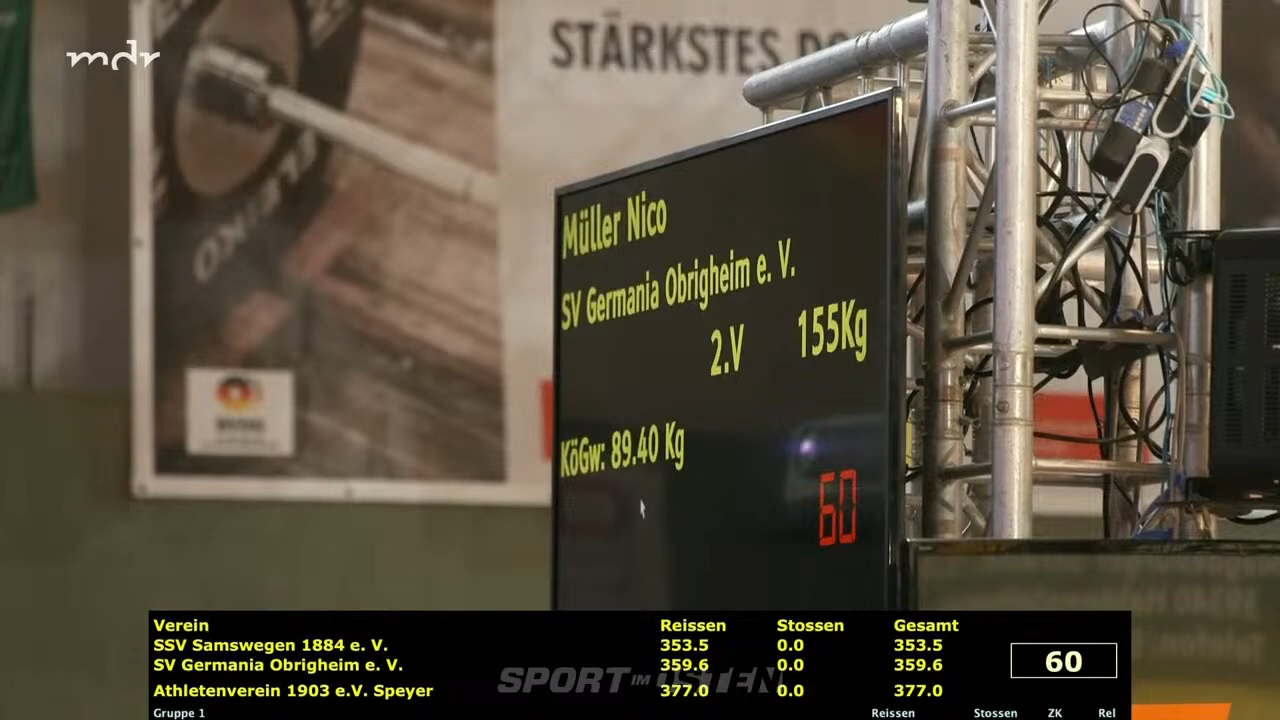 mdr
STÄRKSTES
ELEIKO
Müller Nico
SV Germania Obrigheim e. V.
2.V 155Kg
KöGw: 89.40 Kg
60
Verein Reissen Stossen Gesamt
SSV Samswegen 1884 e. V. 353.5 0.0 353.5
SV Germania Obrigheim e. V. 359.6 0.0 359.6
60
Athletenverein 1903 e.V. Speyer 377.0 0.0 377.0
SPORT IM OSTEN
Gruppe 1 Reissen Stossen ZK Rel